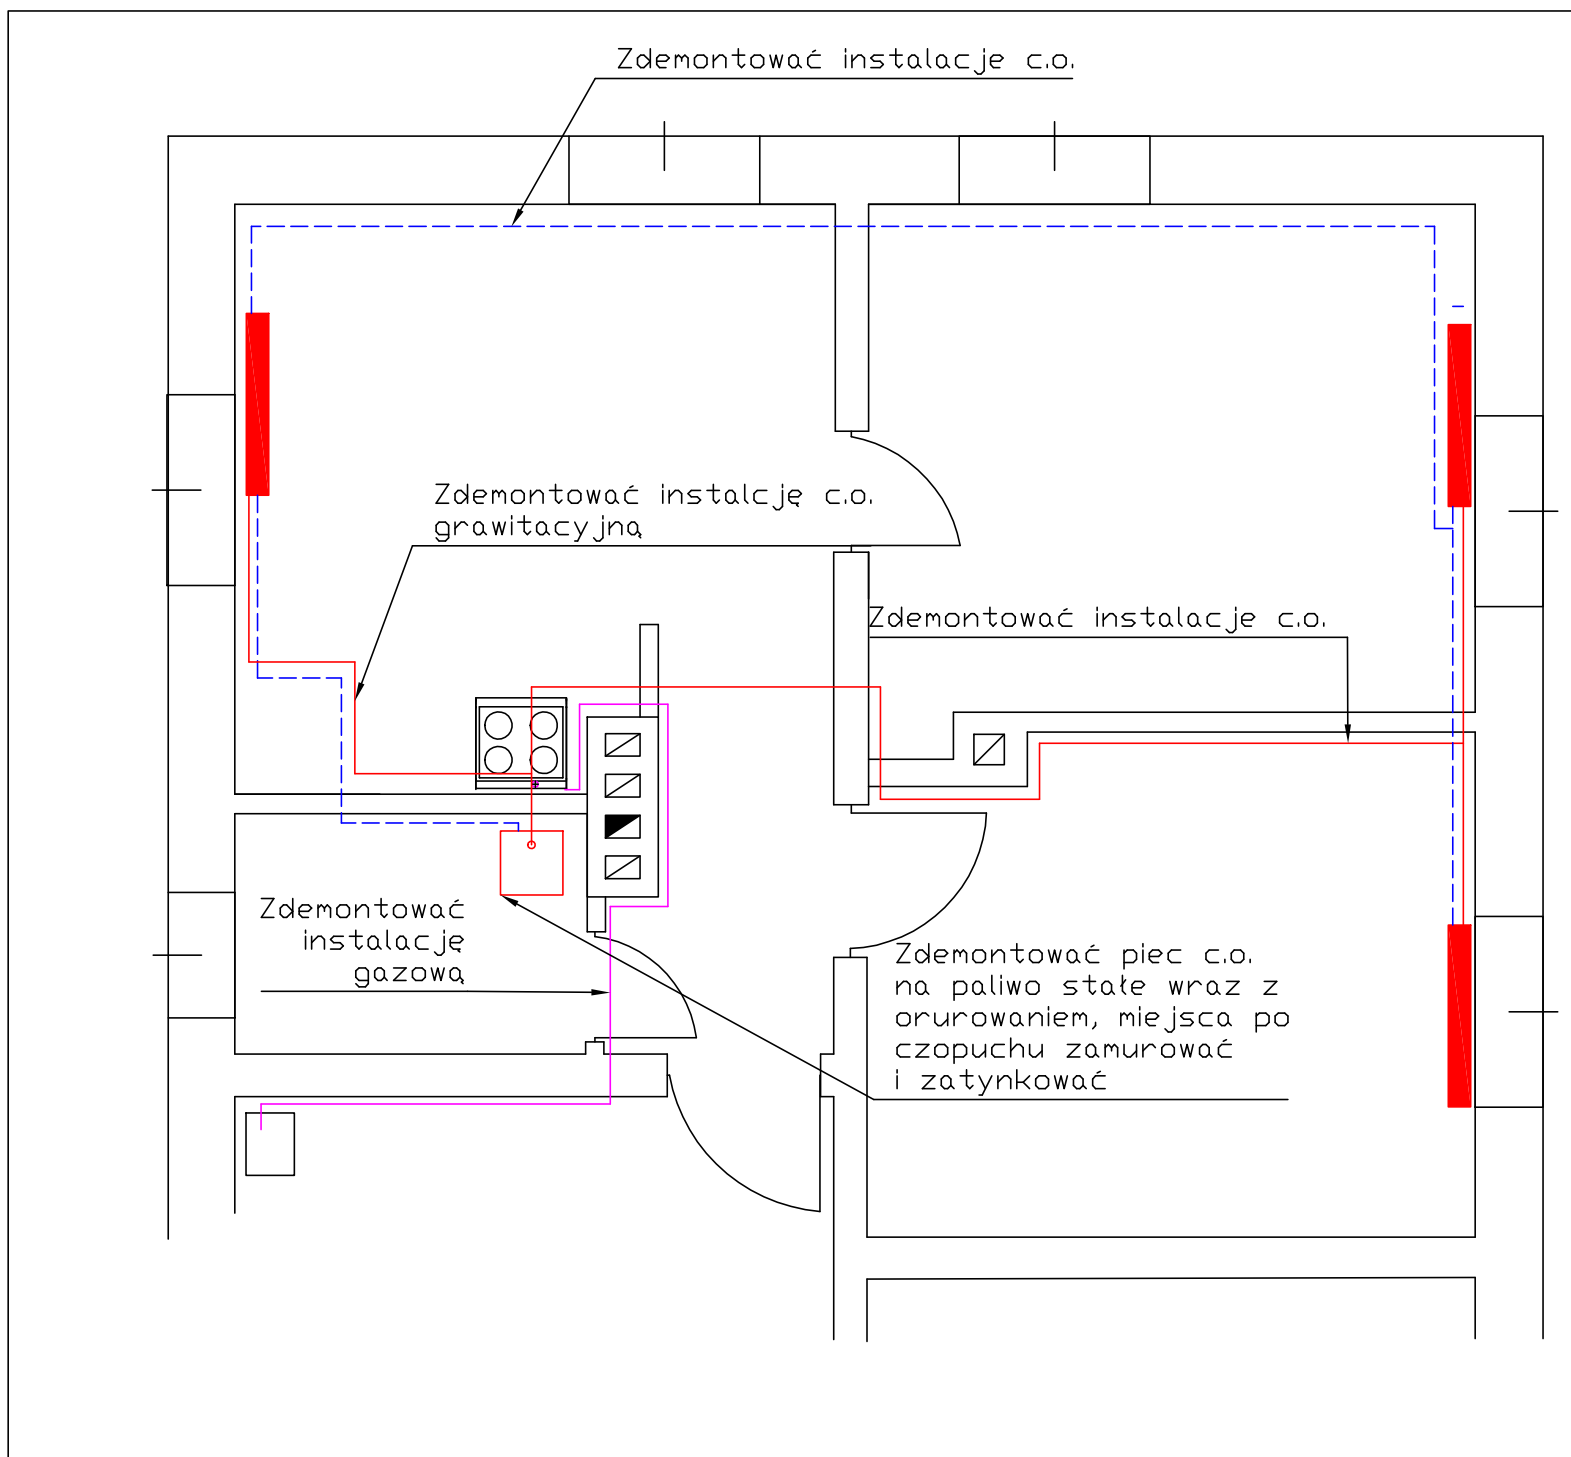 Zdemontować instalacje c.o.
Zdemontować instalcję c.o.
grawitacyjną
Zdemontować instalacje c.o.
Zdemontować
instalację
gazową
Zdemontować piec c.o.
na paliwo stałe wraz z
orurowaniem, miejsca po
czopuchu zamurować
i zatynkować